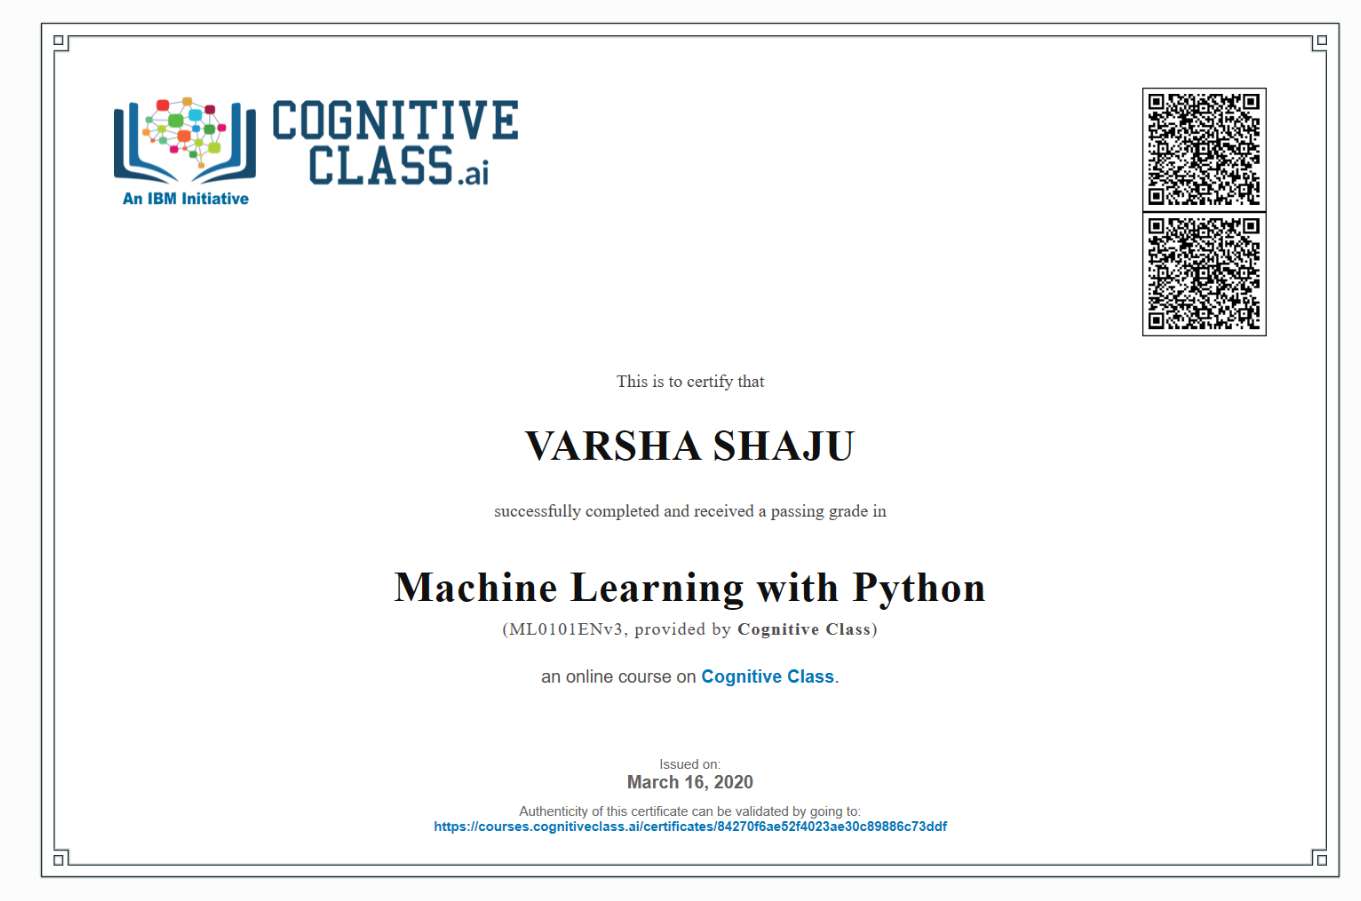 COGNITIVE
CLASS.ai
An IBM Initiative
This is to certify that
VARSHA SHAJU
successfully completed and received a passing grade in
Machine Learning with Python
(ML0101ENv3, provided by Cognitive Class)
an online course on Cognitive Class.
Issued on:
March 16, 2020
Authenticity of this certificate can be validated by going to:
https://courses.cognitiveclass.ai/certificates/84270f6ae52f4023ae30c89886c73ddf